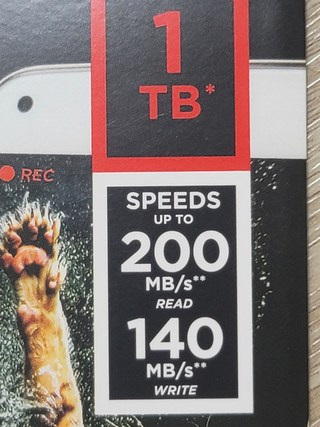 1
TB*
REC
SPEEDS
UP TO
200
MB/s**
READ
140
MB/s**
WRITE